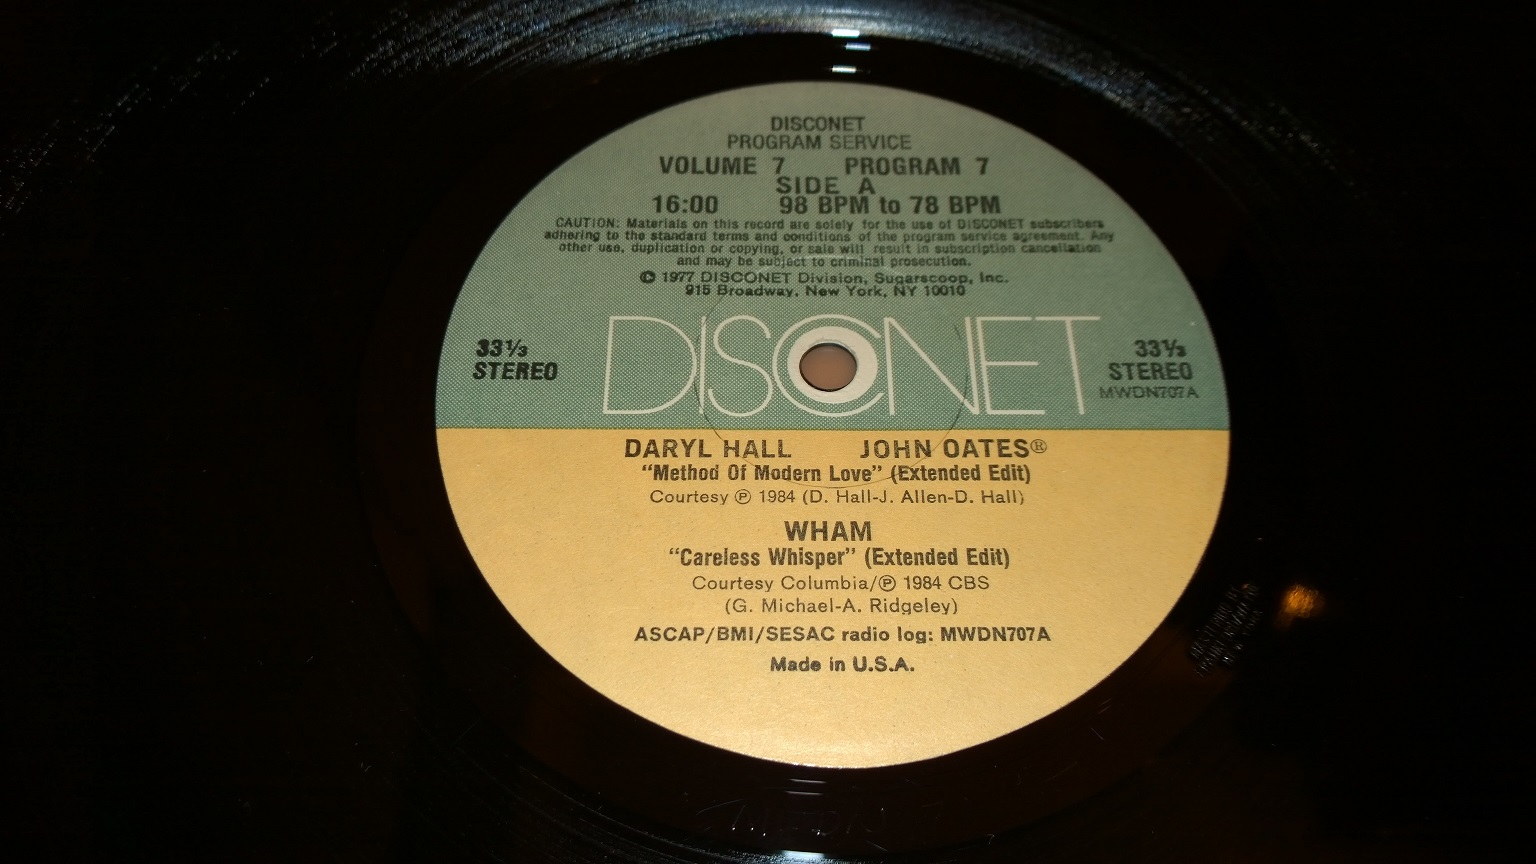 DISCONET
PROGRAM SERVICE
VOLUME 7 PROGRAM 7
SIDE A
16:00 98 BPM to 78 BPM
CAUTION: Materials on this record are solely for the use of DISCONET subscribers
adhering to the standard terms and conditions of the program service agreement. Any
other use, duplication or copying, or sale will result in subscription cancellation
and may be subject to criminal prosecution.
© 1977 DISCONET Division, Sugarscoop, Inc.
915 Broadway, New York, NY 10010
33⅓
STEREO
DISCONET
33⅓
STEREO
MWDN707A
DARYL HALL JOHN OATES®
“Method Of Modern Love” (Extended Edit)
Courtesy ℗ 1984 (D. Hall-J. Allen-D. Hall)
WHAM
“Careless Whisper” (Extended Edit)
Courtesy Columbia/℗ 1984 CBS
(G. Michael-A. Ridgeley)
ASCAP/BMI/SESAC radio log: MWDN707A
Made in U.S.A.